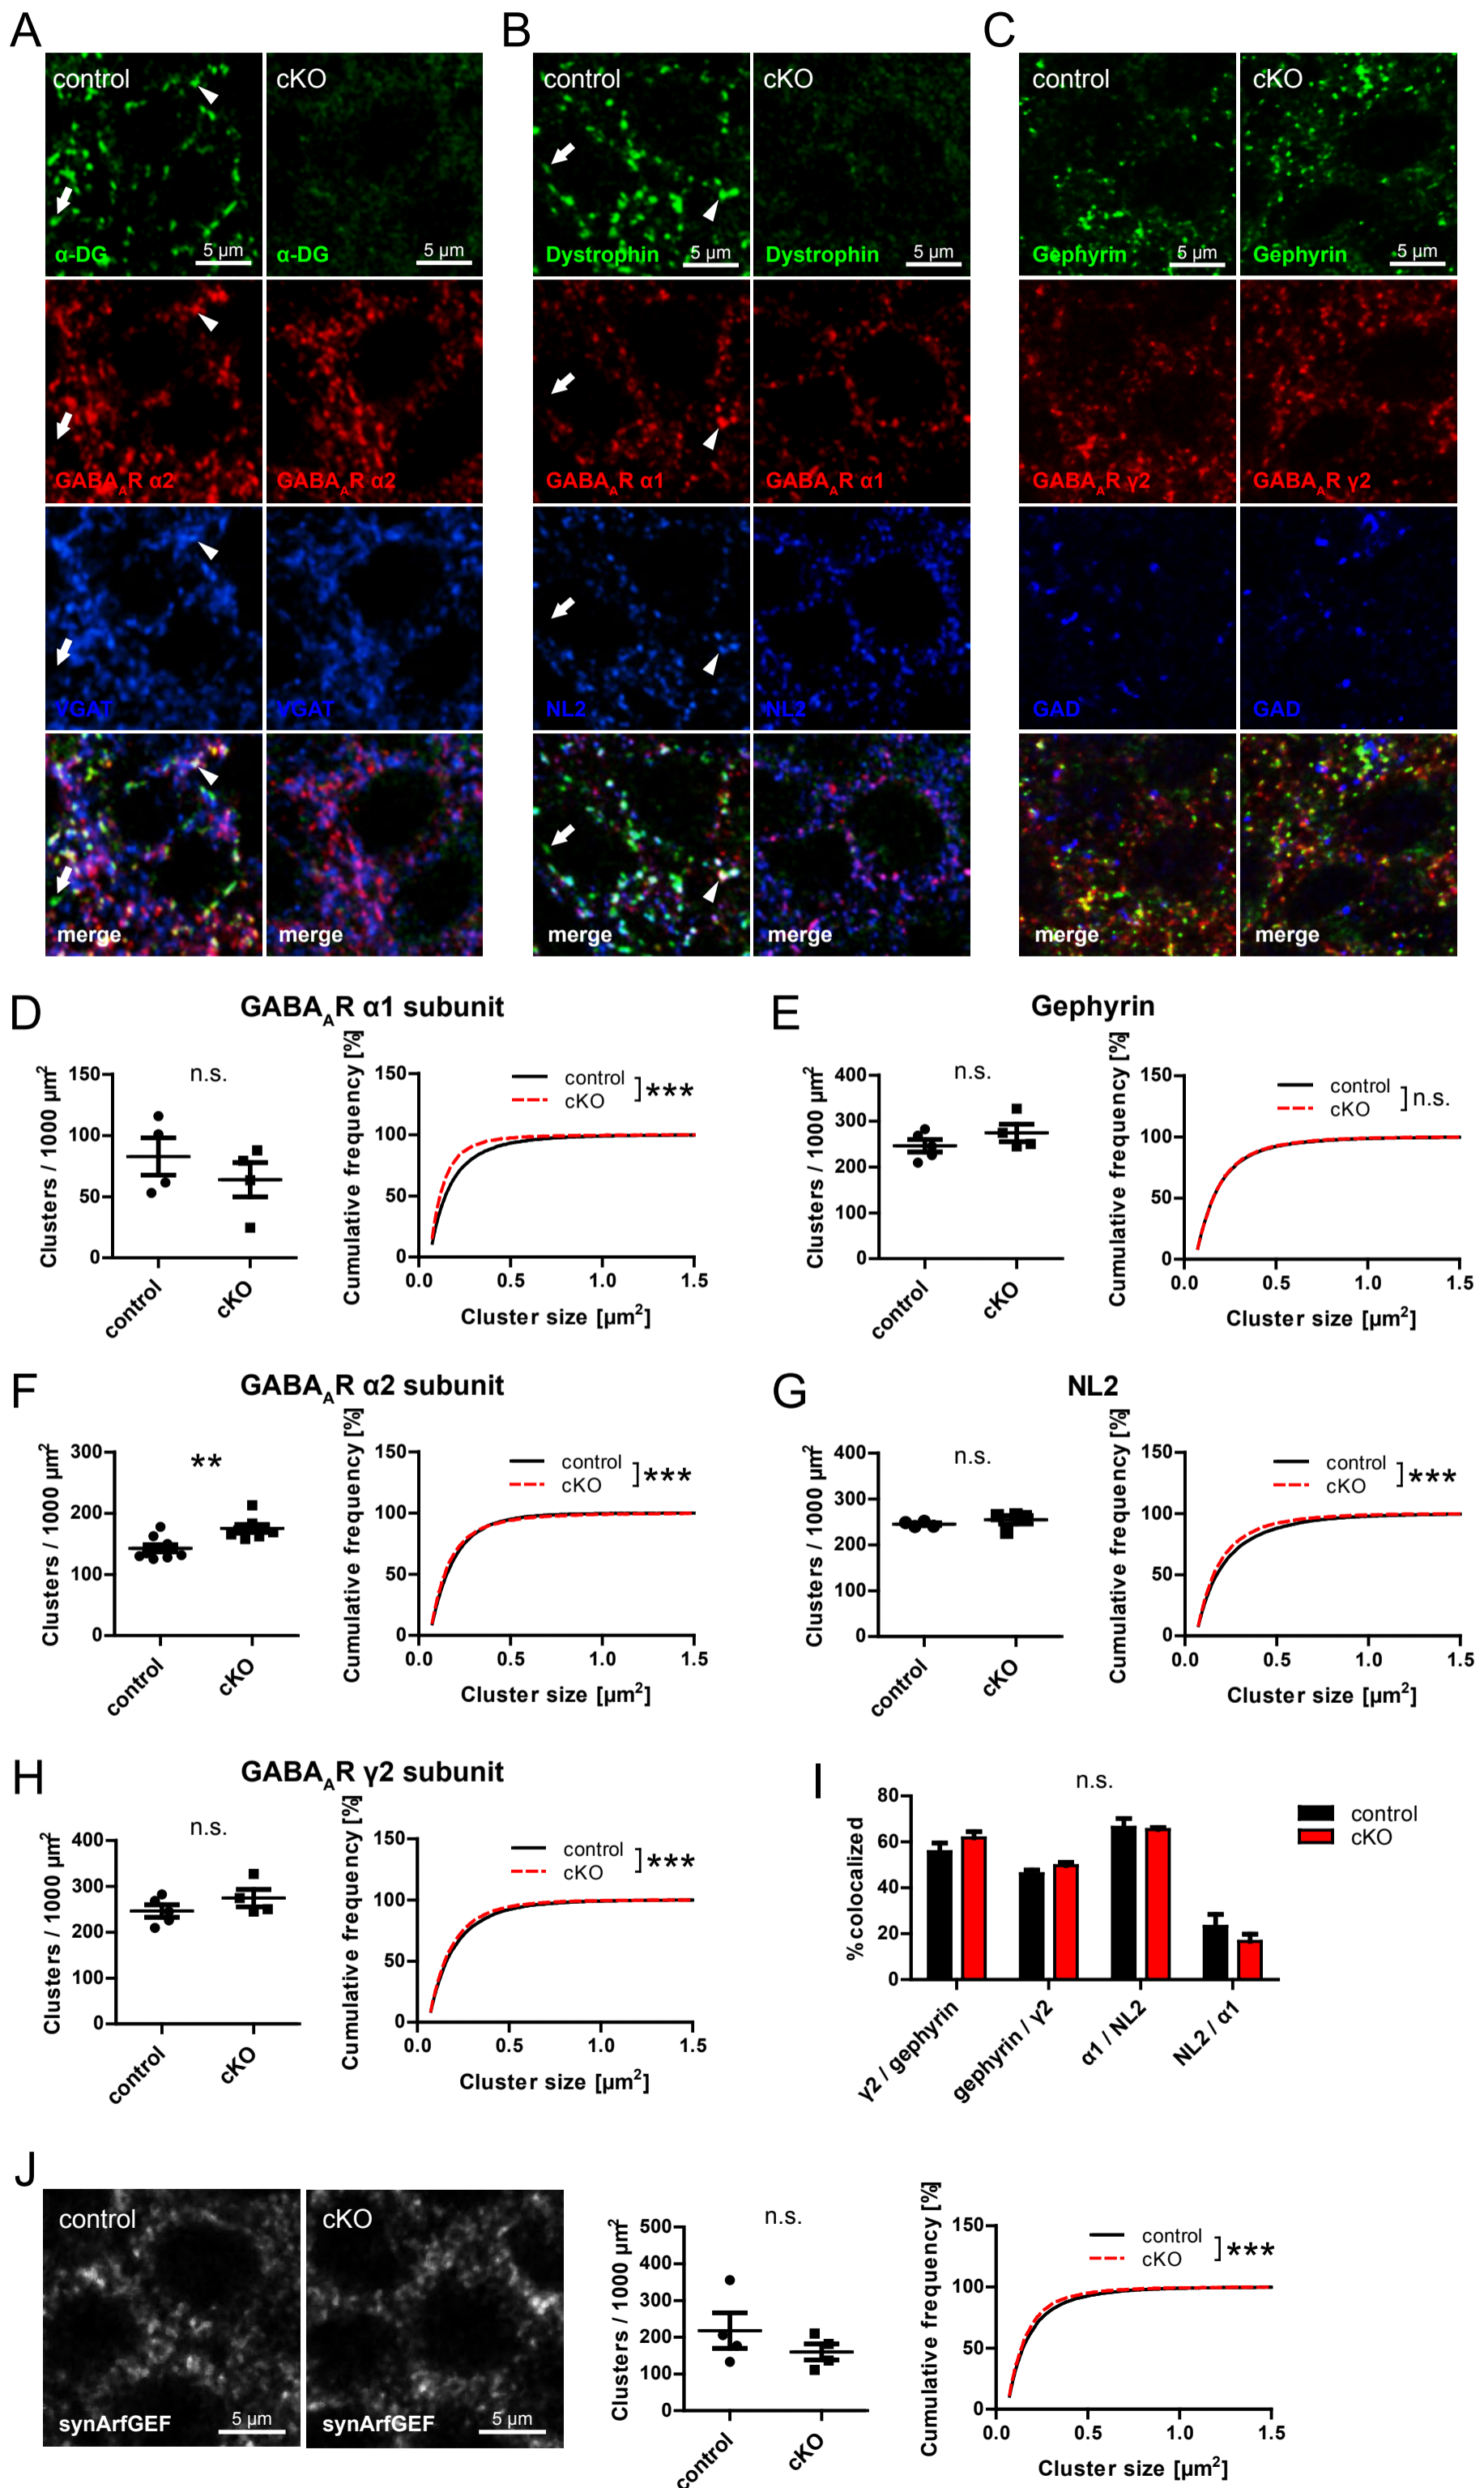 A
B
C
control
cKO
control
cKO
control
cKO
α-DG
5 µm
α-DG
5 µm
Dystrophin
5 µm
Dystrophin
5 µm
Gephyrin
5 µm
Gephyrin
5 µm
GABA_AR α2
GABA_AR α2
GABA_AR α1
GABA_AR α1
GABA_AR γ2
GABA_AR γ2
VGAT
VGAT
NL2
NL2
GAD
GAD
merge
merge
merge
merge
merge
merge
D
GABA_AR α1 subunit
Clusters / 1000 µm²
150
100
50
0
n.s.
control
cKO
Cumulative frequency [%]
150
100
50
0
control
cKO
***
0.0
0.5
1.0
1.5
Cluster size [µm²]
E
Gephyrin
Clusters / 1000 µm²
400
300
200
100
0
n.s.
control
cKO
Cumulative frequency [%]
150
100
50
0
control
cKO
n.s.
0.0
0.5
1.0
1.5
Cluster size [µm²]
F
GABA_AR α2 subunit
Clusters / 1000 µm²
300
200
100
0
**
control
cKO
Cumulative frequency [%]
150
100
50
0
control
cKO
***
0.0
0.5
1.0
1.5
Cluster size [µm²]
G
NL2
Clusters / 1000 µm²
400
300
200
100
0
n.s.
control
cKO
Cumulative frequency [%]
150
100
50
0
control
cKO
***
0.0
0.5
1.0
1.5
Cluster size [µm²]
H
GABA_AR γ2 subunit
Clusters / 1000 µm²
400
300
200
100
0
n.s.
control
cKO
Cumulative frequency [%]
150
100
50
0
control
cKO
***
0.0
0.5
1.0
1.5
Cluster size [µm²]
I
%colocalized
80
60
40
20
0
n.s.
control
cKO
γ2 / gephyrin
gephyrin / γ2
α1 / NL2
NL2 / α1
J
control
cKO
synArfGEF
5 µm
synArfGEF
5 µm
Clusters / 1000 µm²
500
400
300
200
100
0
n.s.
control
cKO
Cumulative frequency [%]
150
100
50
0
control
cKO
***
0.0
0.5
1.0
1.5
Cluster size [µm²]